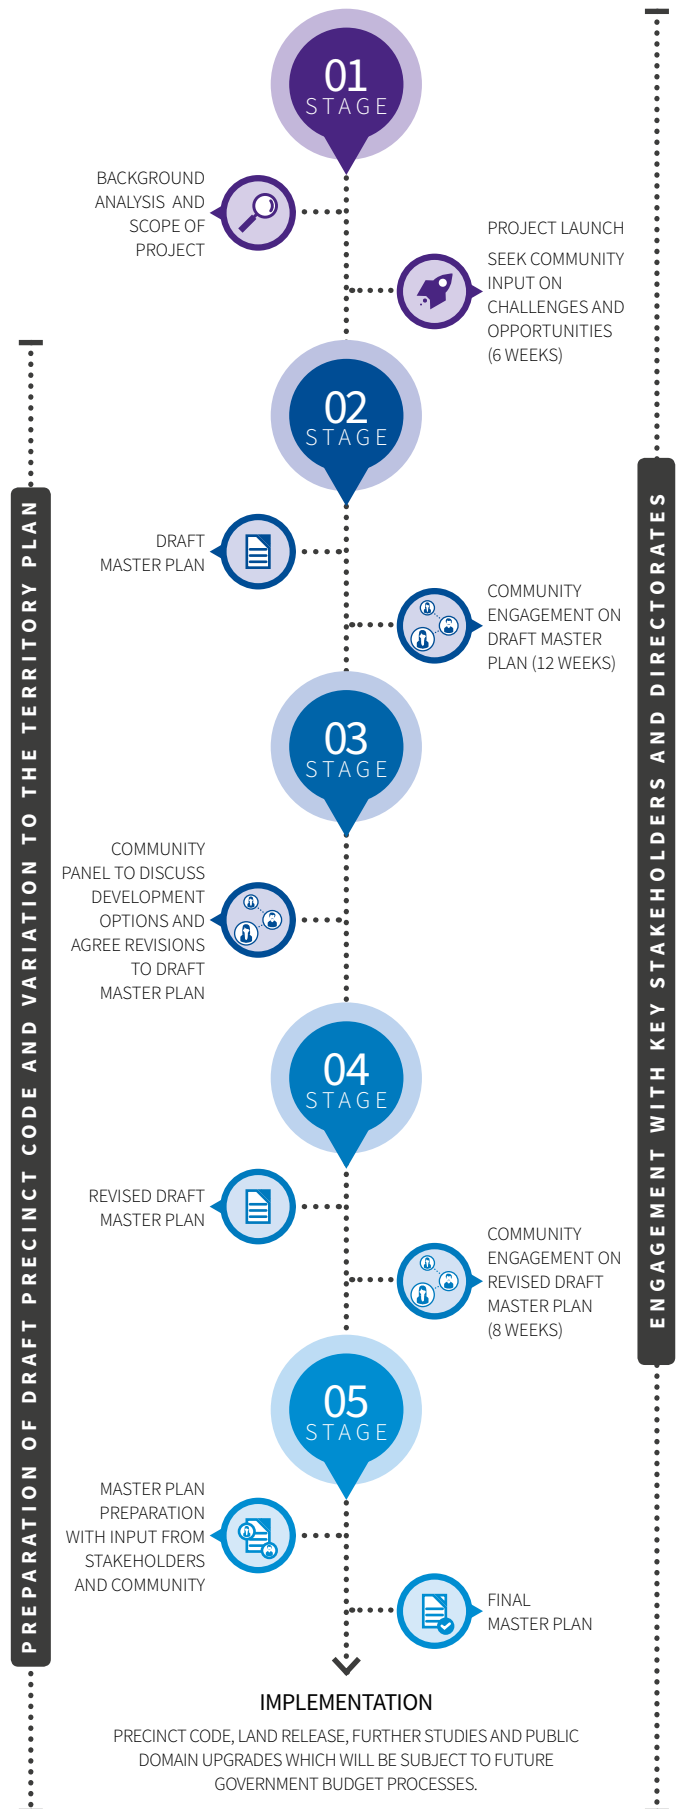 01
STAGE
BACKGROUND
ANALYSIS AND
SCOPE OF
PROJECT
PROJECT LAUNCH
SEEK COMMUNITY
INPUT ON
CHALLENGES AND
OPPORTUNITIES
(6 WEEKS)
02
STAGE
DRAFT
MASTER PLAN
COMMUNITY
ENGAGEMENT ON
DRAFT MASTER
PLAN (12 WEEKS)
03
STAGE
COMMUNITY
PANEL TO DISCUSS
DEVELOPMENT
OPTIONS AND
AGREE REVISIONS
TO DRAFT
MASTER PLAN
04
STAGE
REVISED DRAFT
MASTER PLAN
COMMUNITY
ENGAGEMENT ON
REVISED DRAFT
MASTER PLAN
(8 WEEKS)
05
STAGE
MASTER PLAN
PREPARATION
WITH INPUT FROM
STAKEHOLDERS
AND COMMUNITY
FINAL
MASTER PLAN
PREPARATION OF DRAFT PRECINCT CODE AND VARIATION TO THE TERRITORY PLAN
ENGAGEMENT WITH KEY STAKEHOLDERS AND DIRECTORATES
IMPLEMENTATION
PRECINCT CODE, LAND RELEASE, FURTHER STUDIES AND PUBLIC
DOMAIN UPGRADES WHICH WILL BE SUBJECT TO FUTURE
GOVERNMENT BUDGET PROCESSES.